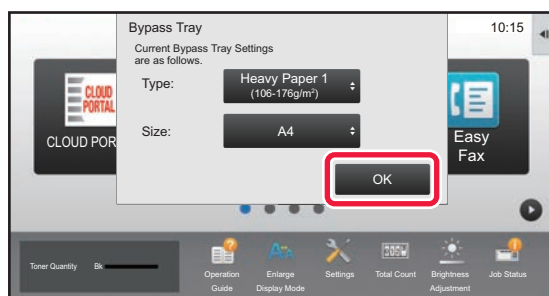 Bypass Tray
10:15
Current Bypass Tray Settings
are as follows.
Type:
Heavy Paper 1
(106-176g/m²)
Size:
A4
OK
CLOUD
PORTAL
CLOUD POR
Easy
Fax
Toner Quantity
Bk
Operation
Guide
Enlarge
Display Mode
Settings
Total Count
Brightness
Adjustment
Job Status